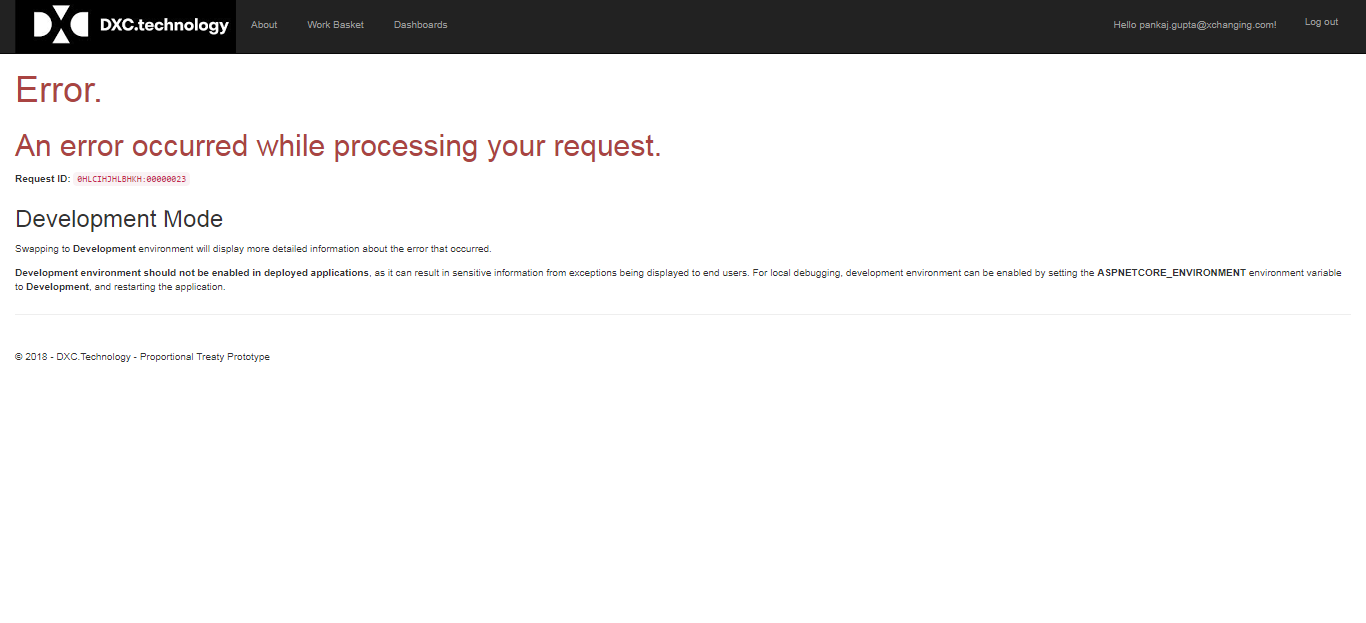 DXC.technology About Work Basket Dashboards Hello pankaj.gupta@xchanging.com! Log out
Error.
An error occurred while processing your request.
Request ID: 0HLCIHJHLBHKH:00000023
Development Mode
Swapping to Development environment will display more detailed information about the error that occurred.
Development environment should not be enabled in deployed applications, as it can result in sensitive information from exceptions being displayed to end users. For local debugging, development environment can be enabled by setting the ASPNETCORE_ENVIRONMENT environment variable
to Development, and restarting the application.
© 2018 - DXC.Technology - Proportional Treaty Prototype